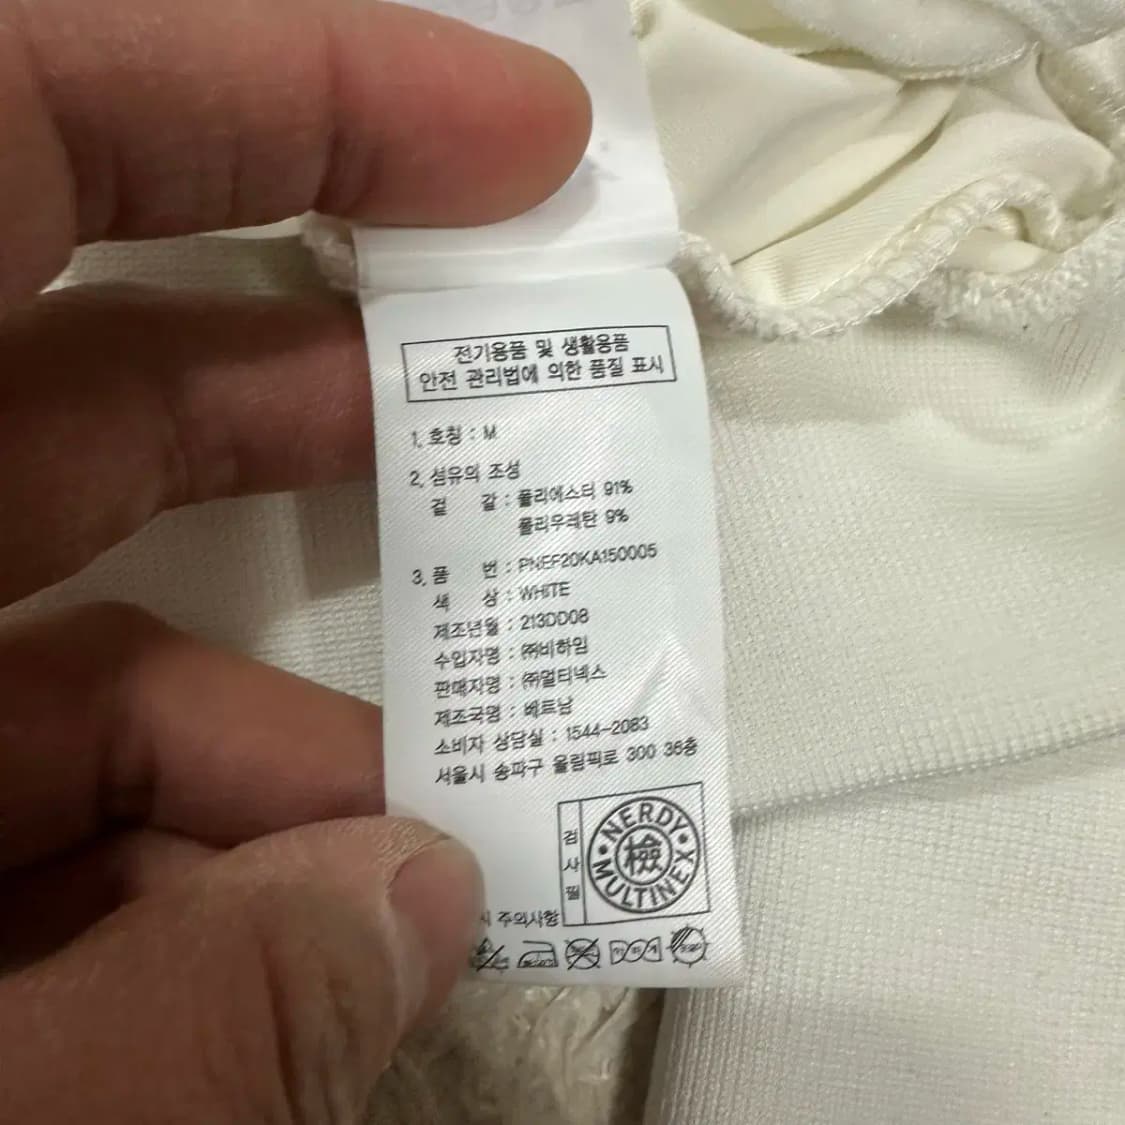 전기용품 및 생활용품
안전 관리법에 의한 품질 표시
1. 호칭 : M
2. 섬유의 조성
겉 감 : 폴리에스터 91%
폴리우레탄 9%
3. 품 번 : PNEF20KA150005
색 상 : WHITE
제조년월 : 213DD08
수입자명 : ㈜비하임
판매자명 : ㈜멀티넥스
제조국명 : 베트남
소비자 상담실 : 1544-2083
서울시 송파구 올림픽로 300 36층
검사필
NERDY
檢
MULTINEX
시 주의사항